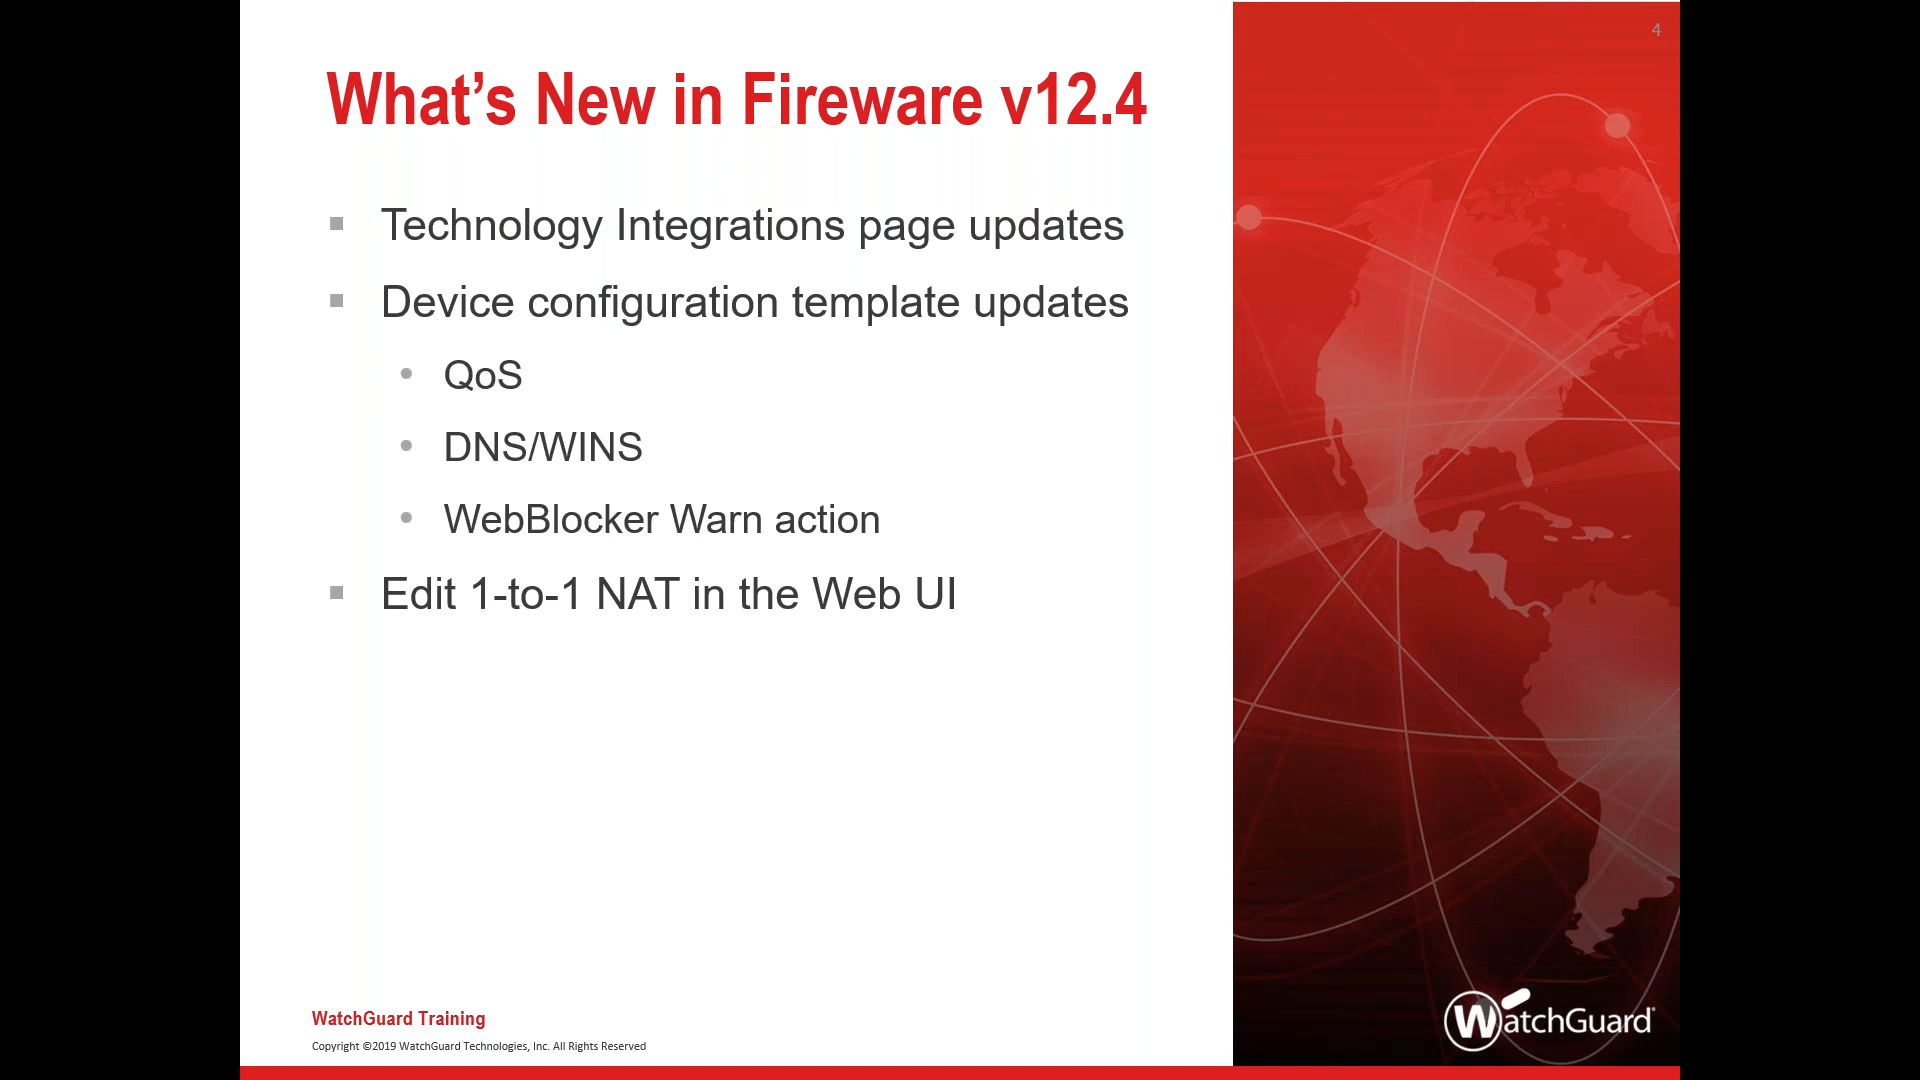 4
What’s New in Fireware v12.4
Technology Integrations page updates
Device configuration template updates
QoS
DNS/WINS
WebBlocker Warn action
Edit 1-to-1 NAT in the Web UI
WatchGuard Training
Copyright ©2019 WatchGuard Technologies, Inc. All Rights Reserved
WatchGuard